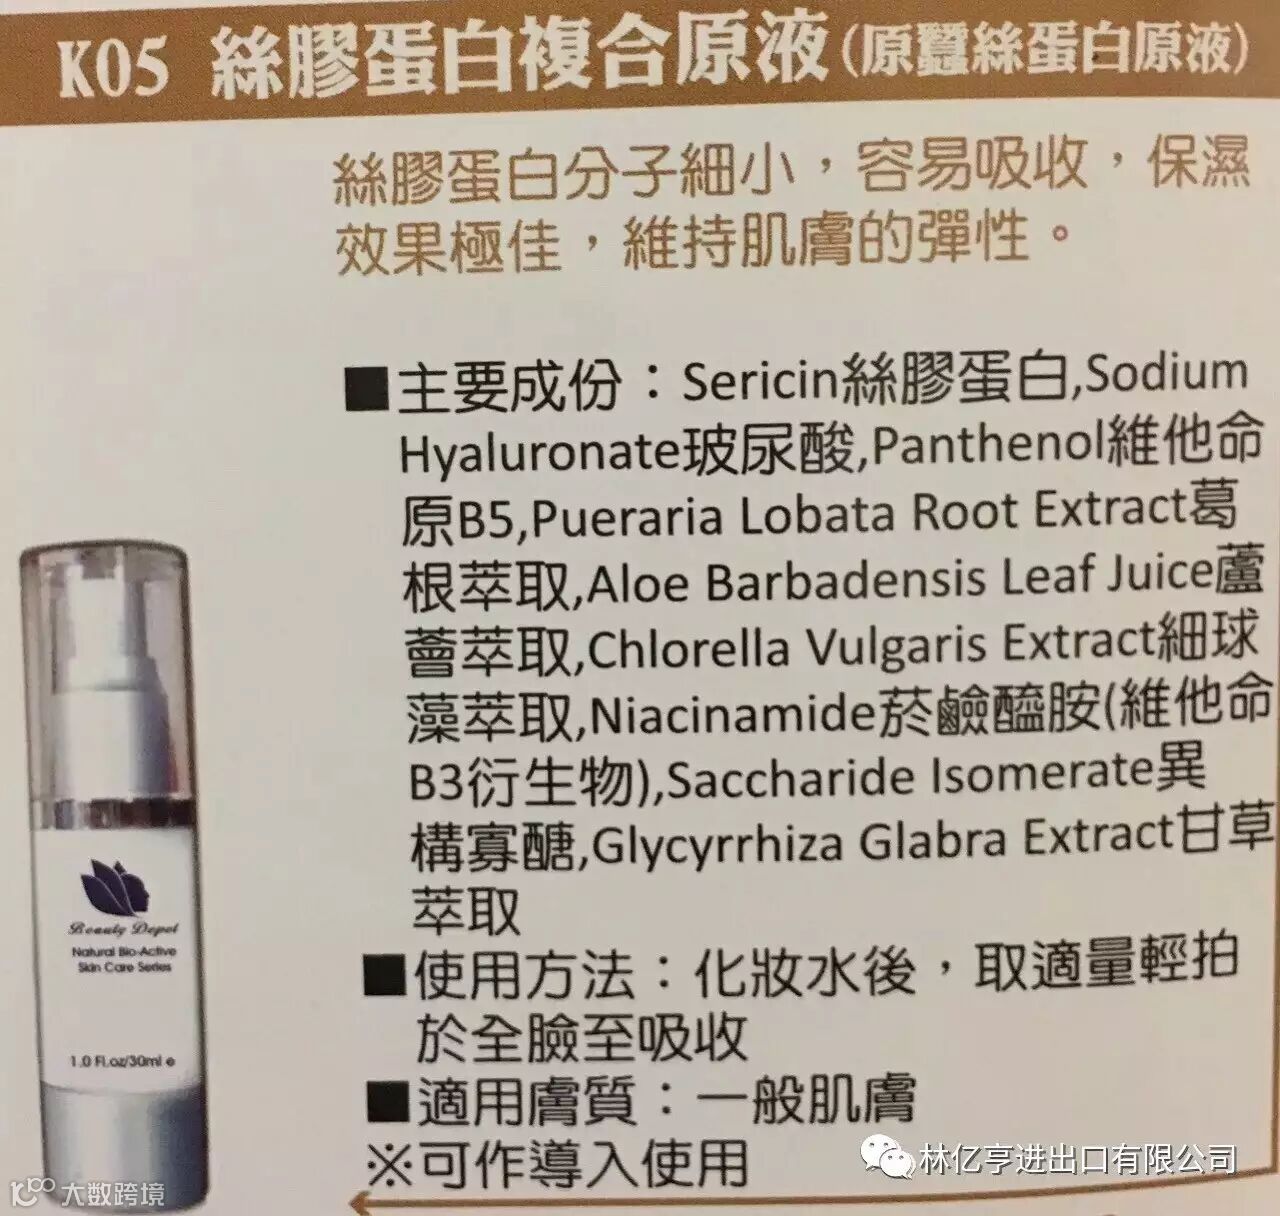 K05 絲膠蛋白複合原液(原蠶絲蛋白原液)
絲膠蛋白分子細小，容易吸收，保濕
效果極佳，維持肌膚的彈性。
■主要成份：Sericin絲膠蛋白,Sodium
Hyaluronate玻尿酸,Panthenol維他命
原B5,Pueraria Lobata Root Extract葛
根萃取,Aloe Barbadensis Leaf Juice蘆
薈萃取,Chlorella Vulgaris Extract細球
藻萃取,Niacinamide菸鹼醯胺(維他命
B3衍生物),Saccharide Isomerate異
構寡醣,Glycyrrhiza Glabra Extract甘草
萃取
■使用方法：化妝水後，取適量輕拍
於全臉至吸收
■適用膚質：一般肌膚
※可作導入使用
Beauty Depot
Natural Bio-Active
Skin Care Series
1.0 Fl.oz/30ml e
林亿亨进出口有限公司
大数跨境